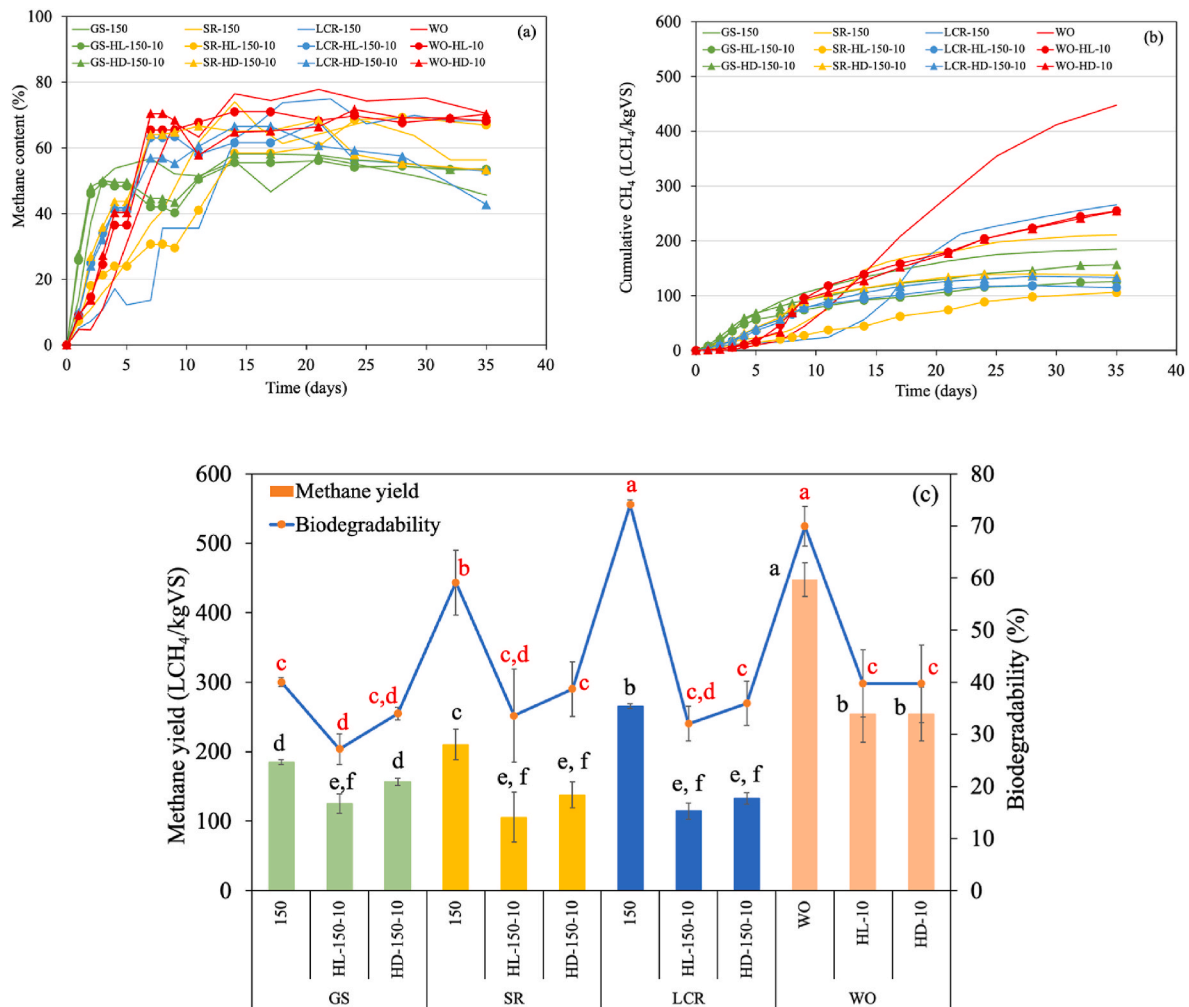 (a)
GS-150 SR-150 LCR-150 WO
GS-HL-150-10 SR-HL-150-10 LCR-HL-150-10 WO-HL-10
GS-HD-150-10 SR-HD-150-10 LCR-HD-150-10 WO-HD-10
Methane content (%)
100
80
60
40
20
0
0 5 10 15 20 25 30 35 40
Time (days)
(b)
GS-150 SR-150 LCR-150 WO
GS-HL-150-10 SR-HL-150-10 LCR-HL-150-10 WO-HL-10
GS-HD-150-10 SR-HD-150-10 LCR-HD-150-10 WO-HD-10
Cumulative CH₄ (LCH₄/kgVS)
600
500
400
300
200
100
0
0 5 10 15 20 25 30 35 40
Time (days)
(c)
Methane yield
Biodegradability
Methane yield (LCH₄/kgVS)
600
500
400
300
200
100
0
Biodegradability (%)
80
70
60
50
40
30
20
10
0
c d c,d b c,d c a c,d c a c c
d e,f d c e, f e, f b e, f e, f a b b
150 HL-150-10 HD-150-10 150 HL-150-10 HD-150-10 150 HL-150-10 HD-150-10 WO HL-10 HD-10
GS SR LCR WO